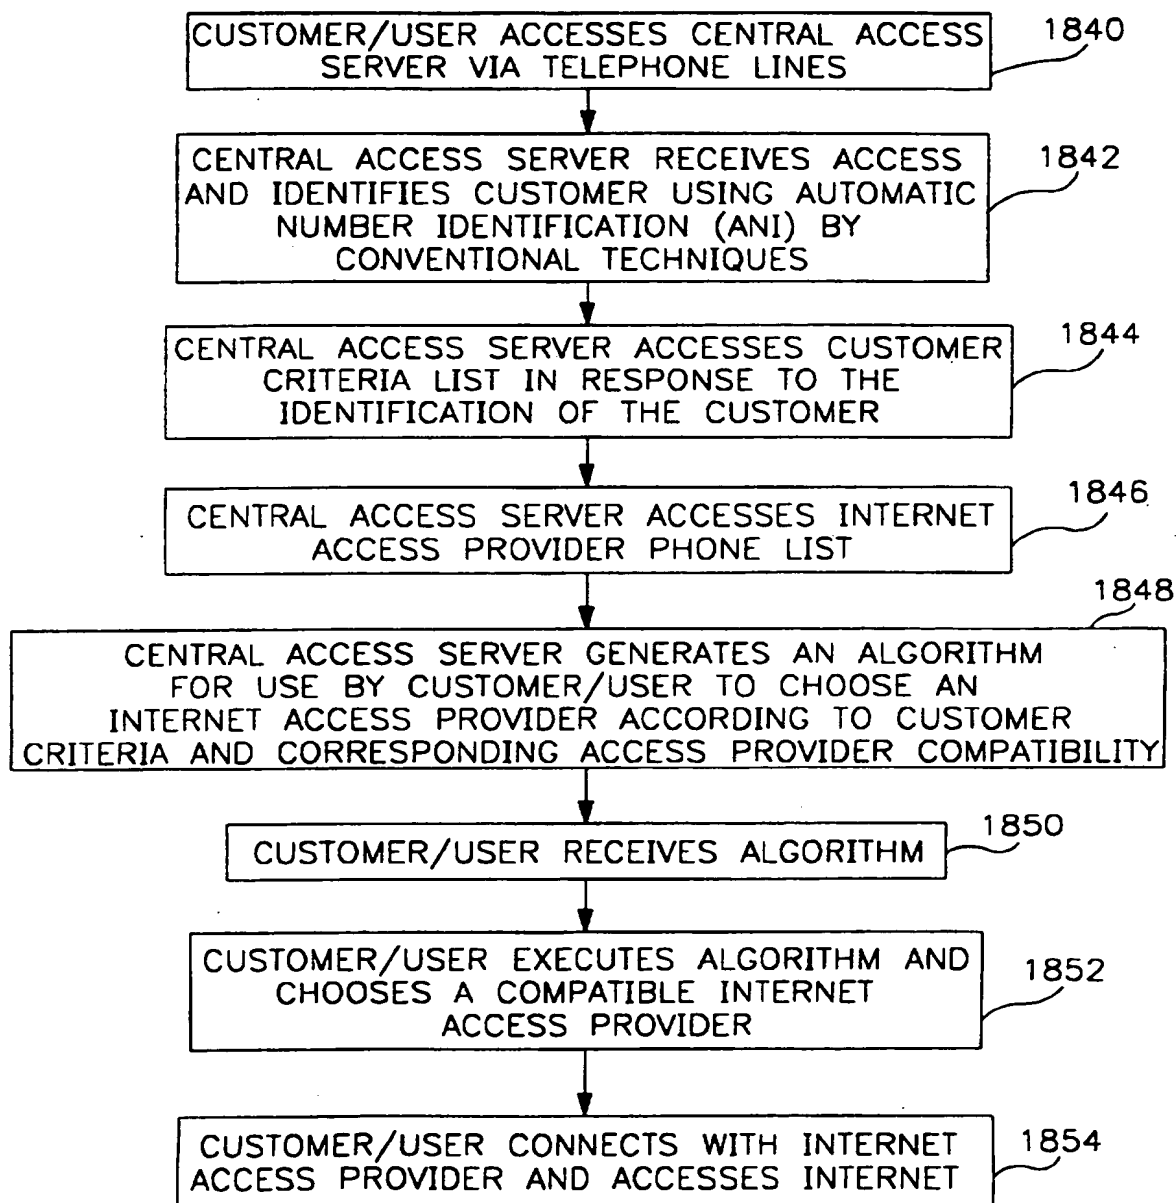 CUSTOMER/USER ACCESSES CENTRAL ACCESS
SERVER VIA TELEPHONE LINES
1840
CENTRAL ACCESS SERVER RECEIVES ACCESS
AND IDENTIFIES CUSTOMER USING AUTOMATIC
NUMBER IDENTIFICATION (ANI) BY
CONVENTIONAL TECHNIQUES
1842
CENTRAL ACCESS SERVER ACCESSES CUSTOMER
CRITERIA LIST IN RESPONSE TO THE
IDENTIFICATION OF THE CUSTOMER
1844
CENTRAL ACCESS SERVER ACCESSES INTERNET
ACCESS PROVIDER PHONE LIST
1846
CENTRAL ACCESS SERVER GENERATES AN ALGORITHM
FOR USE BY CUSTOMER/USER TO CHOOSE AN
INTERNET ACCESS PROVIDER ACCORDING TO CUSTOMER
CRITERIA AND CORRESPONDING ACCESS PROVIDER COMPATIBILITY
1848
CUSTOMER/USER RECEIVES ALGORITHM
1850
CUSTOMER/USER EXECUTES ALGORITHM AND
CHOOSES A COMPATIBLE INTERNET
ACCESS PROVIDER
1852
CUSTOMER/USER CONNECTS WITH INTERNET
ACCESS PROVIDER AND ACCESSES INTERNET
1854